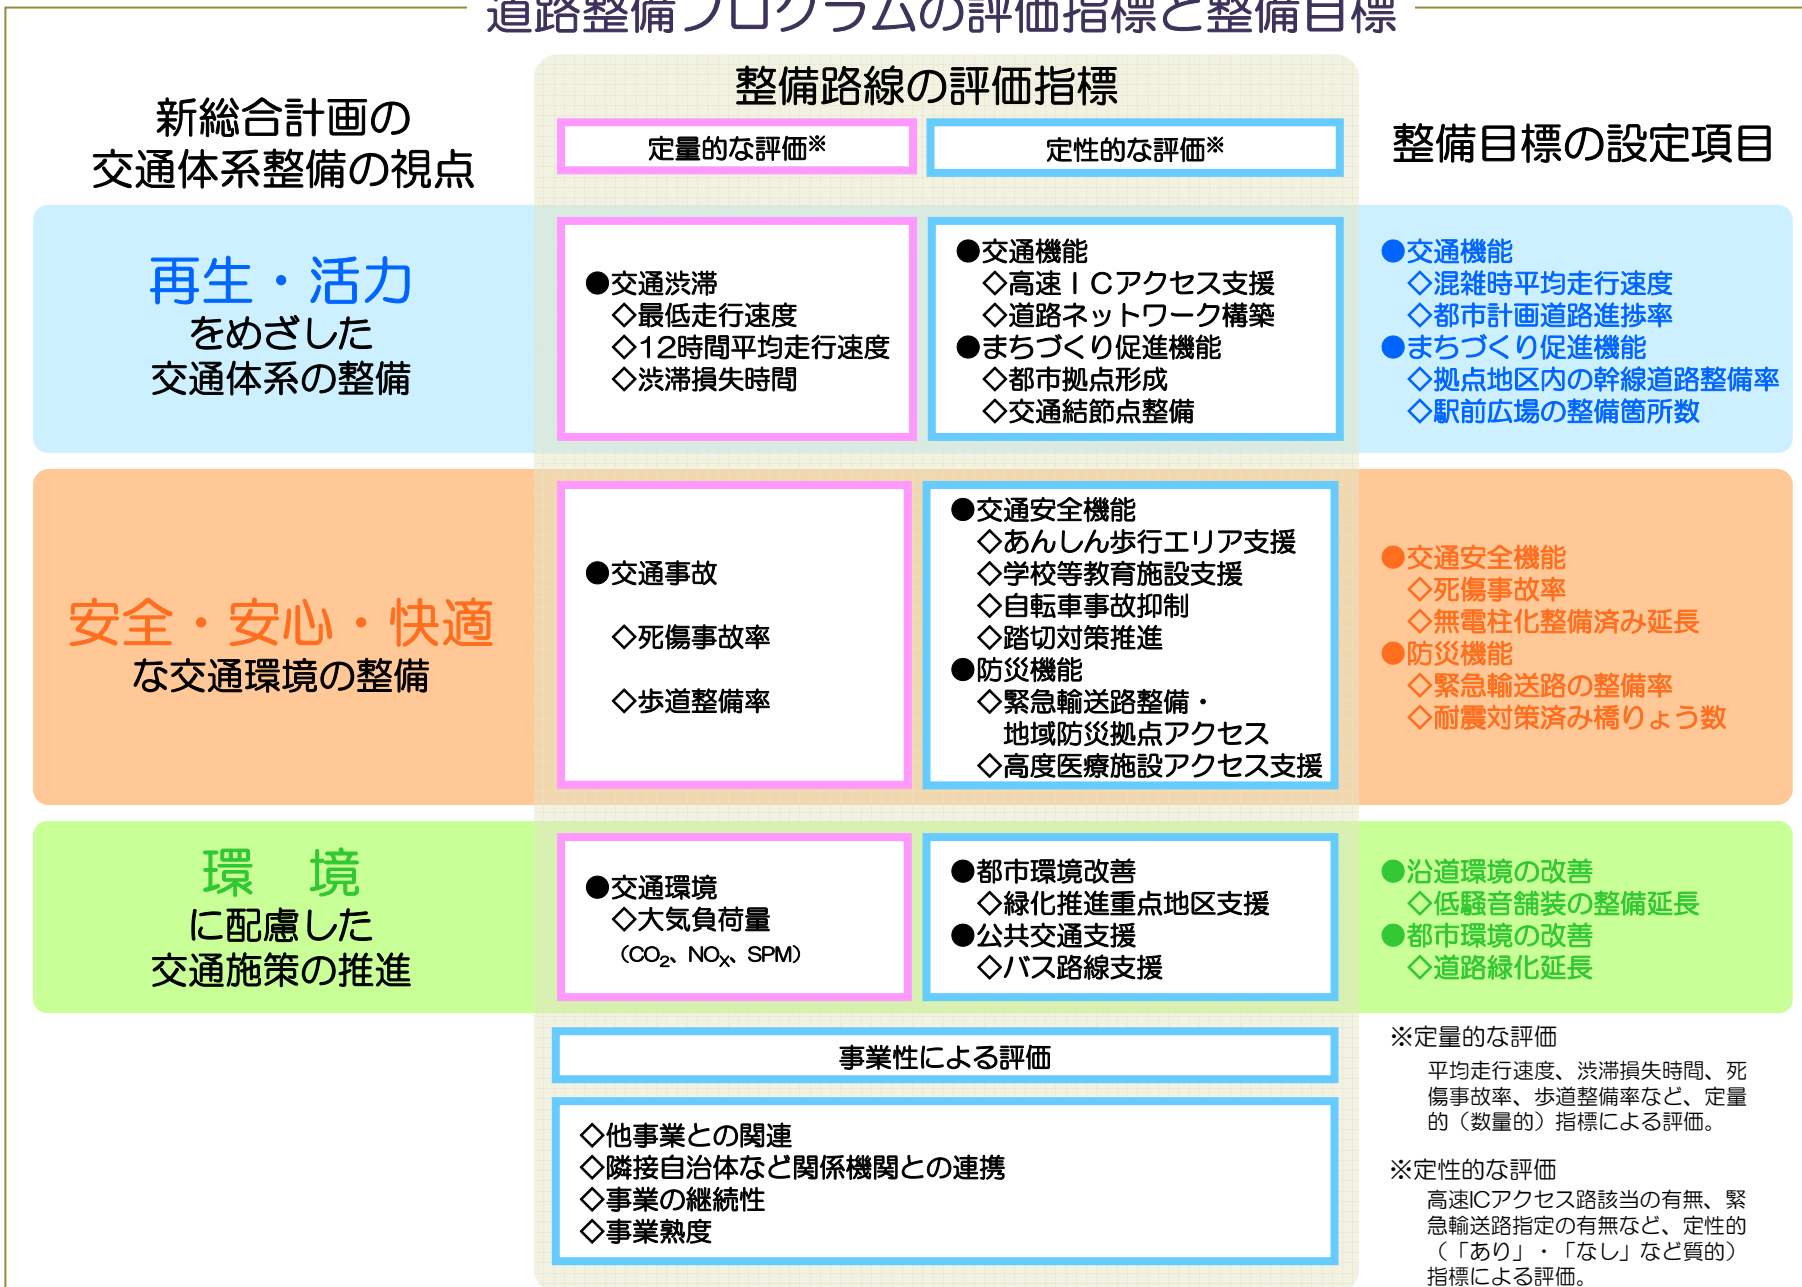 道路整備プログラムの評価指標と整備目標
新総合計画の
交通体系整備の視点
整備路線の評価指標
定量的な評価※
定性的な評価※
整備目標の設定項目
再生・活力
をめざした
交通体系の整備
●交通渋滞
◇最低走行速度
◇12時間平均走行速度
◇渋滞損失時間
●交通機能
◇高速ICアクセス支援
◇道路ネットワーク構築
●まちづくり促進機能
◇都市拠点形成
◇交通結節点整備
●交通機能
◇混雑時平均走行速度
◇都市計画道路進捗率
●まちづくり促進機能
◇拠点地区内の幹線道路整備率
◇駅前広場の整備箇所数
安全・安心・快適
な交通環境の整備
●交通事故
◇死傷事故率
◇歩道整備率
●交通安全機能
◇あんしん歩行エリア支援
◇学校等教育施設支援
◇自転車事故抑制
◇踏切対策推進
●防災機能
◇緊急輸送路整備・
地域防災拠点アクセス
◇高度医療施設アクセス支援
●交通安全機能
◇死傷事故率
◇無電柱化整備済み延長
●防災機能
◇緊急輸送路の整備率
◇耐震対策済み橋りょう数
環　境
に配慮した
交通施策の推進
●交通環境
◇大気負荷量
（CO₂、NOx、SPM）
●都市環境改善
◇緑化推進重点地区支援
●公共交通支援
◇バス路線支援
●沿道環境の改善
◇低騒音舗装の整備延長
●都市環境の改善
◇道路緑化延長
事業性による評価
◇他事業との関連
◇隣接自治体など関係機関との連携
◇事業の継続性
◇事業熟度
※定量的な評価
平均走行速度、渋滞損失時間、死
傷事故率、歩道整備率など、定量
的（数量的）指標による評価。
※定性的な評価
高速ICアクセス路該当の有無、緊
急輸送路指定の有無など、定性的
（「あり」・「なし」など質的）
指標による評価。